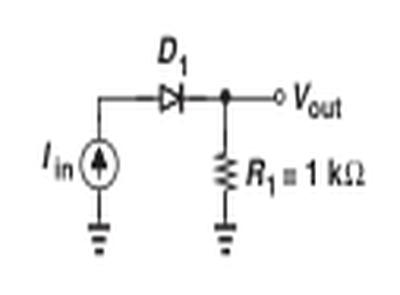 D1
Vout
Iin
R1 = 1 kΩ